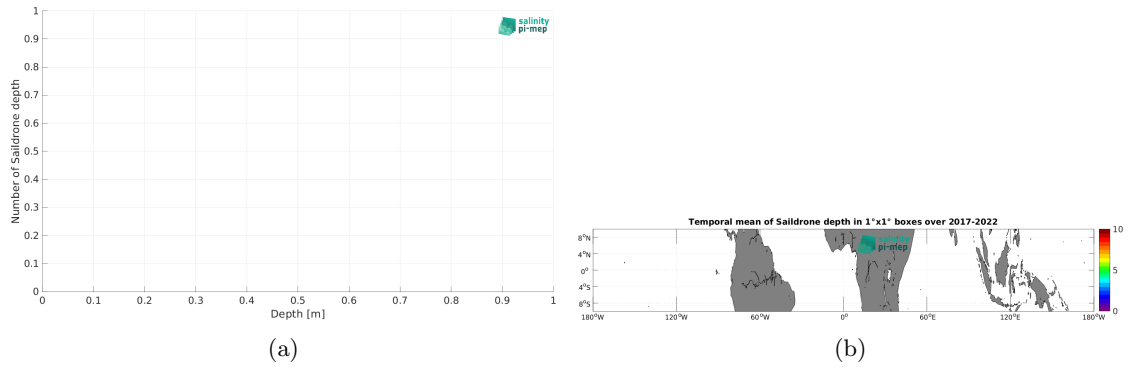 1
0.9
0.8
0.7
0.6
0.5
0.4
0.3
0.2
0.1
0
Number of Saildrone depth
salinity
pi-mep
0 0.1 0.2 0.3 0.4 0.5 0.6 0.7 0.8 0.9 1
Depth [m]
(a)
Temporal mean of Saildrone depth in 1°x1° boxes over 2017-2022
salinity
pi-mep
8°N
4°N
0°
4°S
8°S
180°W 120°W 60°W 0° 60°E 120°E 180°W
10
5
0
(b)